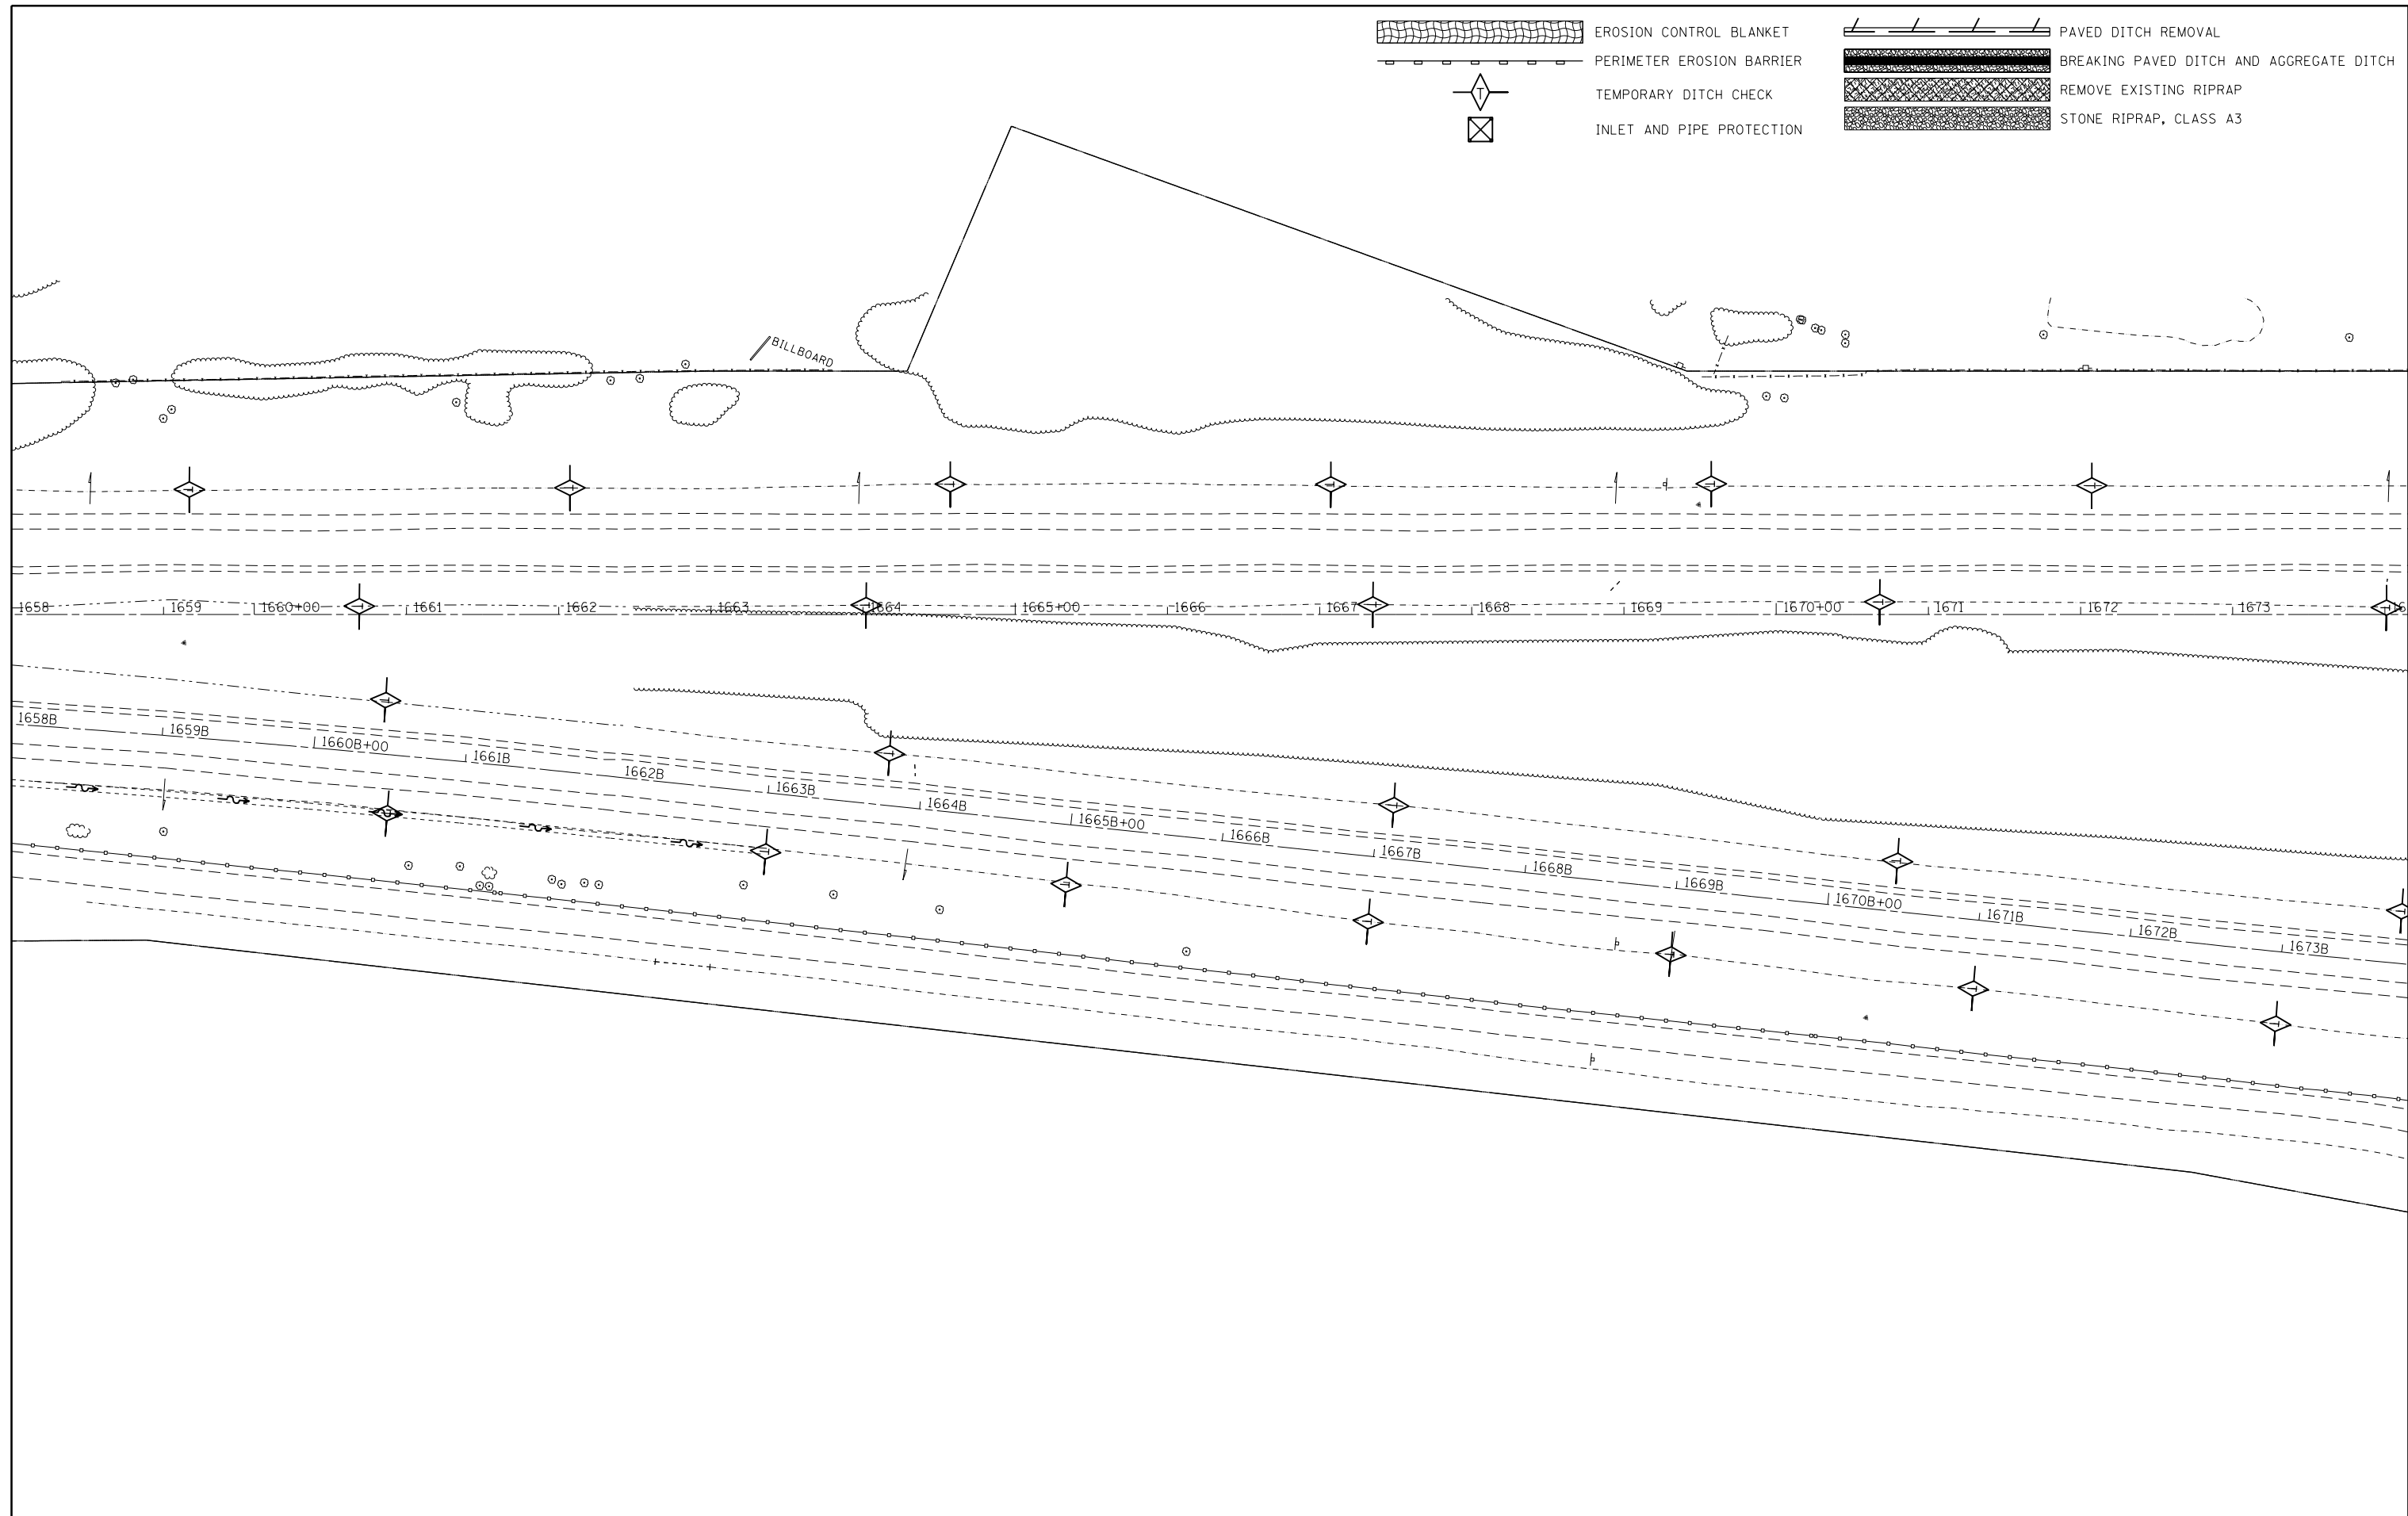 EROSION CONTROL BLANKET
PERIMETER EROSION BARRIER
T TEMPORARY DITCH CHECK
INLET AND PIPE PROTECTION
PAVED DITCH REMOVAL
BREAKING PAVED DITCH AND AGGREGATE DITCH
REMOVE EXISTING RIPRAP
STONE RIPRAP, CLASS A3
BILLBOARD
T T T T T T
1658 1659 1660+00 T 1661 1662 1663 T 1664 1665+00 1666 1667 T 1668 1669 1670+00 T 1671 1672 1673 T
T T T T T
1658B 1659B 1660B+00 1661B 1662B 1663B 1664B 1665B+00 1666B 1667B 1668B 1669B 1670B+00 1671B 1672B 1673B
T T T T T T